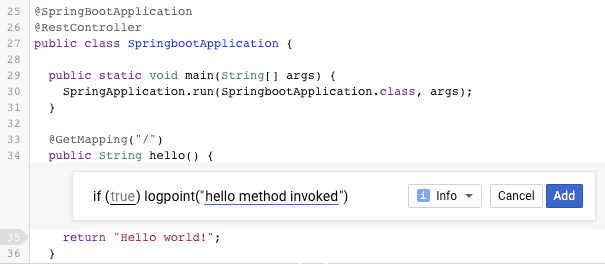 25 @SpringBootApplication
26 @RestController
27 public class SpringbootApplication {
28
29 public static void main(String[] args) {
30 SpringApplication.run(SpringbootApplication.class, args);
31 }
32
33 @GetMapping("/")
34 public String hello() {
if (true) logpoint("hello method invoked") i Info Cancel Add
35 return "Hello world!";
36 }